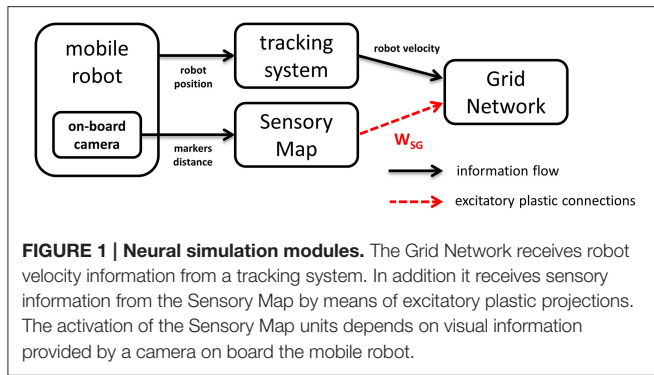 mobile
robot
on-board
camera
robot
position
markers
distance
tracking
system
Sensory
Map
robot velocity
W_SG
Grid
Network
information flow
excitatory plastic connections
FIGURE 1 | Neural simulation modules. The Grid Network receives robot
velocity information from a tracking system. In addition it receives sensory
information from the Sensory Map by means of excitatory plastic projections.
The activation of the Sensory Map units depends on visual information
provided by a camera on board the mobile robot.